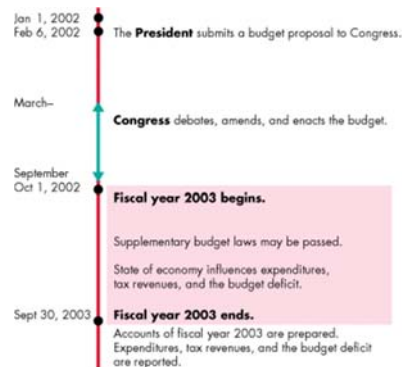 Jan 1, 2002
Feb 6, 2002 The President submits a budget proposal to Congress.
March–
Congress debates, amends, and enacts the budget.
September
Oct 1, 2002
Fiscal year 2003 begins.
Supplementary budget laws may be passed.
State of economy influences expenditures,
tax revenues, and the budget deficit.
Sept 30, 2003 Fiscal year 2003 ends.
Accounts of fiscal year 2003 are prepared.
Expenditures, tax revenues, and the budget deficit
are reported.